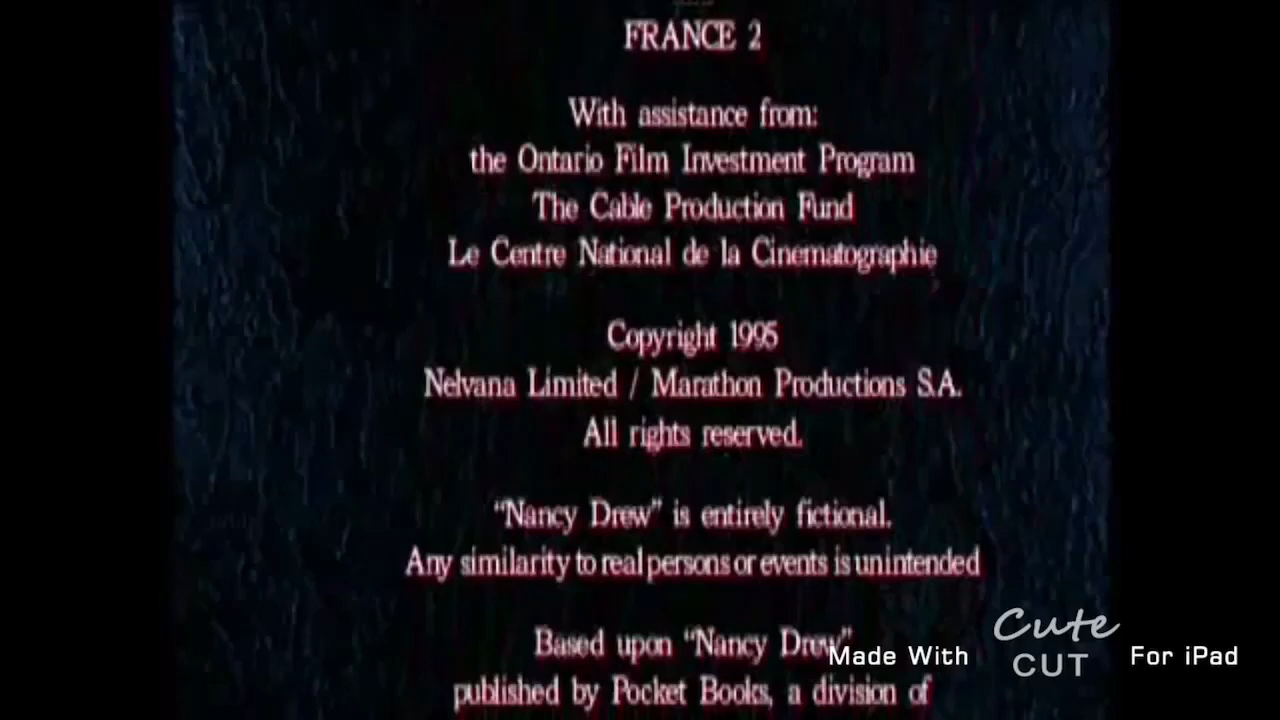 FRANCE 2
With assistance from:
the Ontario Film Investment Program
The Cable Production Fund
Le Centre National de la Cinematographie
Copyright 1995
Nelvana Limited / Marathon Productions S.A.
All rights reserved.
“Nancy Drew” is entirely fictional.
Any similarity to real persons or events is unintended
Based upon “Nancy Drew”
published by Pocket Books, a division of
Made With Cute CUT For iPad